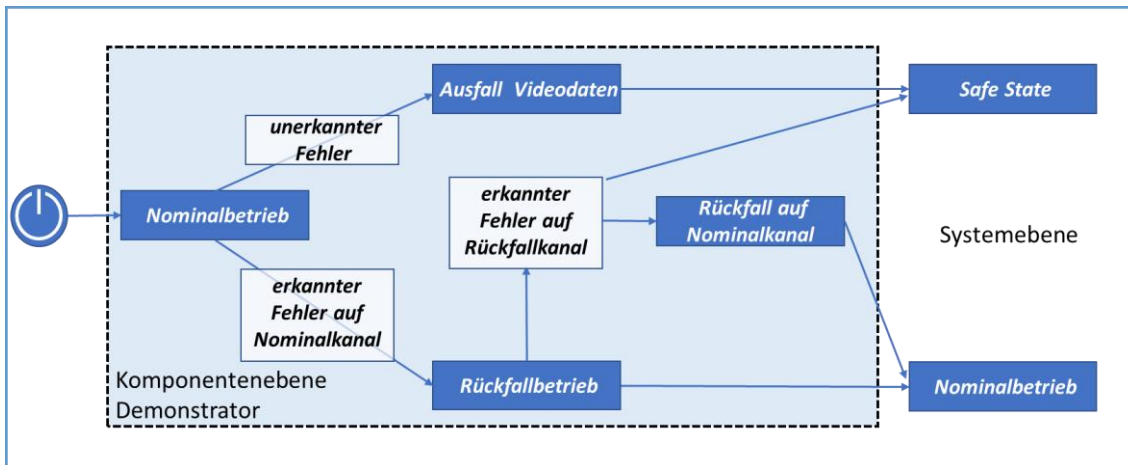 Ausfall Videodaten
Safe State
unerkannter
Fehler
Nominalbetrieb
erkannter
Fehler auf
Rückfallkanal
Rückfall auf
Nominalkanal
Systemebene
erkannter
Fehler auf
Nominalkanal
Komponentenebene
Demonstrator
Rückfallbetrieb
Nominalbetrieb